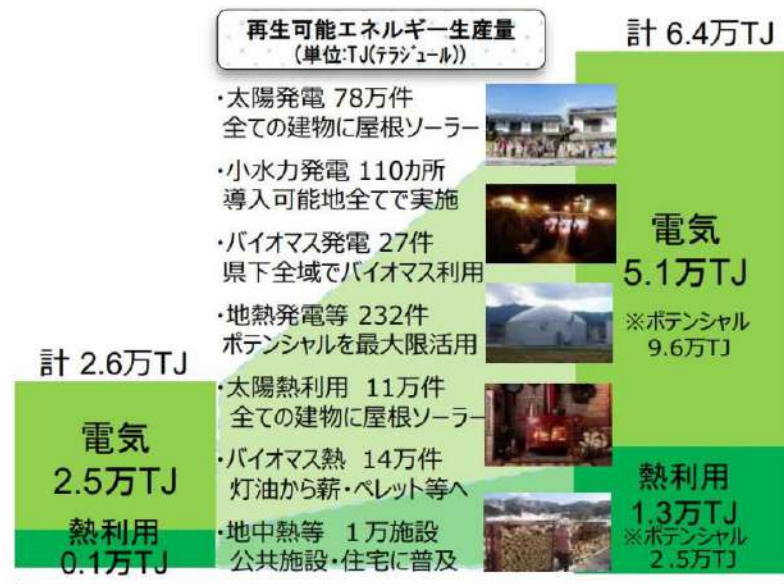 再生可能エネルギー生産量
(単位:TJ(テラジュール))
計 6.4万TJ
・太陽発電 78万件
全ての建物に屋根ソーラー
・小水力発電 110カ所
導入可能地全てで実施
・バイオマス発電 27件
県下全域でバイオマス利用
・地熱発電等 232件
ポテンシャルを最大限活用
・太陽熱利用 11万件
全ての建物に屋根ソーラー
・バイオマス熱 14万件
灯油から薪・ペレット等へ
・地中熱等 1万施設
公共施設・住宅に普及
計 2.6万TJ
電気
2.5万TJ
熱利用
0.1万TJ
電気
5.1万TJ
※ポテンシャル
9.6万TJ
熱利用
1.3万TJ
※ポテンシャル
2.5万TJ